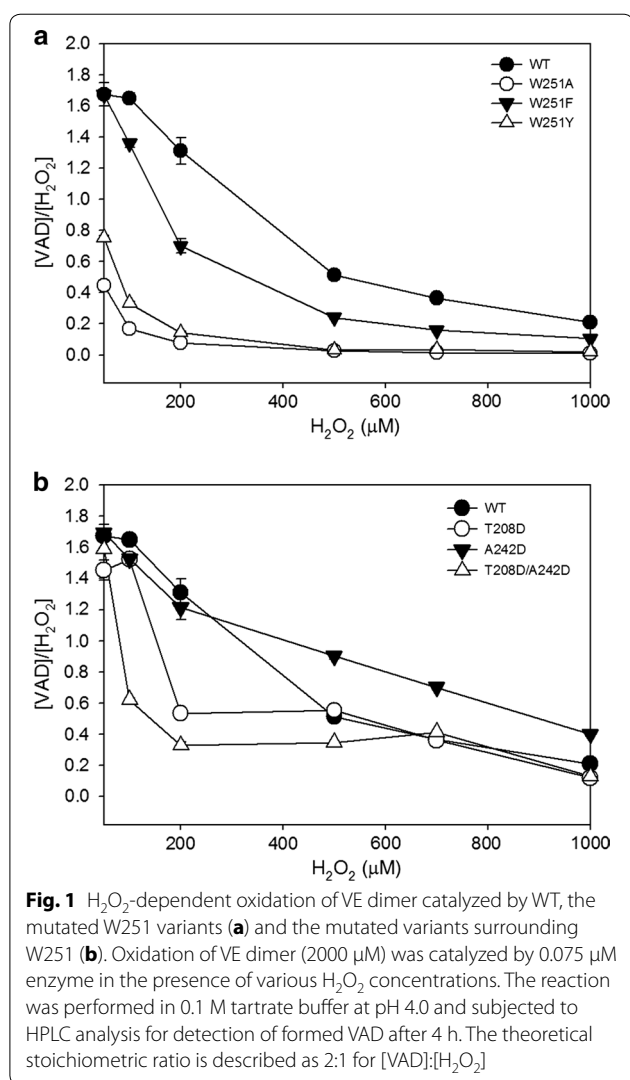 a
2.0
1.8
1.6
1.4
1.2
1.0
0.8
0.6
0.4
0.2
0.0
[VAD]/[H₂O₂]
WT
W251A
W251F
W251Y
200
400
600
800
1000
H₂O₂ (μM)
b
2.0
1.8
1.6
1.4
1.2
1.0
0.8
0.6
0.4
0.2
0.0
[VAD]/[H₂O₂]
WT
T208D
A242D
T208D/A242D
200
400
600
800
1000
H₂O₂ (μM)
Fig. 1 H₂O₂-dependent oxidation of VE dimer catalyzed by WT, the
mutated W251 variants (a) and the mutated variants surrounding
W251 (b). Oxidation of VE dimer (2000 μM) was catalyzed by 0.075 μM
enzyme in the presence of various H₂O₂ concentrations. The reaction
was performed in 0.1 M tartrate buffer at pH 4.0 and subjected to
HPLC analysis for detection of formed VAD after 4 h. The theoretical
stoichiometric ratio is described as 2:1 for [VAD]:[H₂O₂]